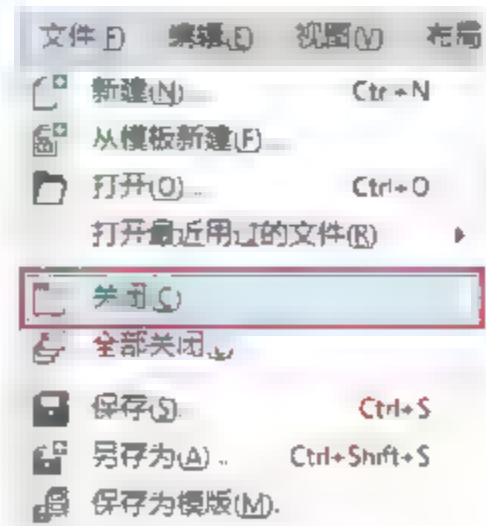 文件(F) 编辑(E) 视图(V) 布局
新建(N)... Ctrl+N
从模板新建(F)...
打开(O)... Ctrl+O
打开最近用过的文件(R)
关闭(C)
全部关闭
保存(S)... Ctrl+S
另存为(A)... Ctrl+Shift+S
保存为模版(M)...